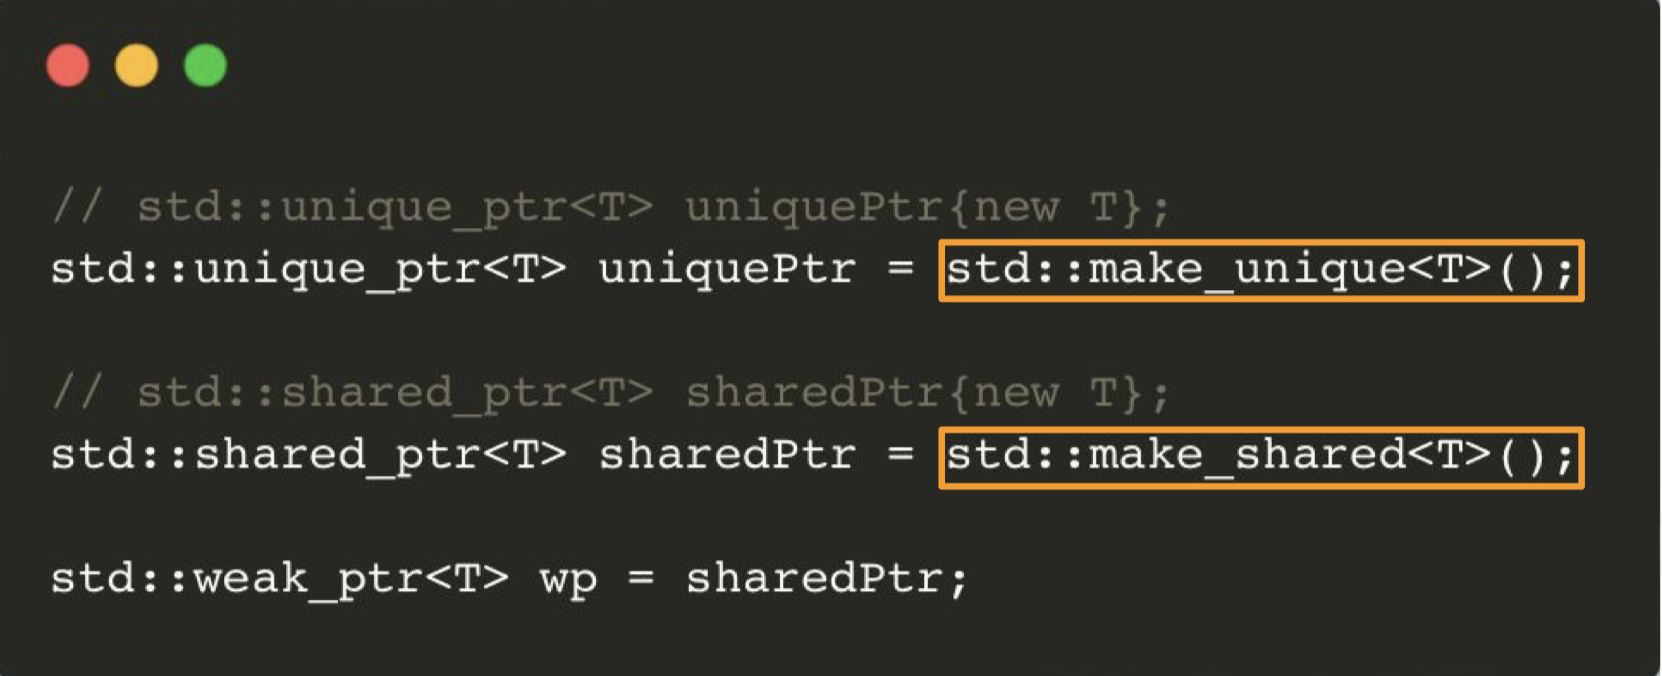 // std::unique_ptr<T> uniquePtr{new T};
std::unique_ptr<T> uniquePtr = std::make_unique<T>();
// std::shared_ptr<T> sharedPtr{new T};
std::shared_ptr<T> sharedPtr = std::make_shared<T>();
std::weak_ptr<T> wp = sharedPtr;